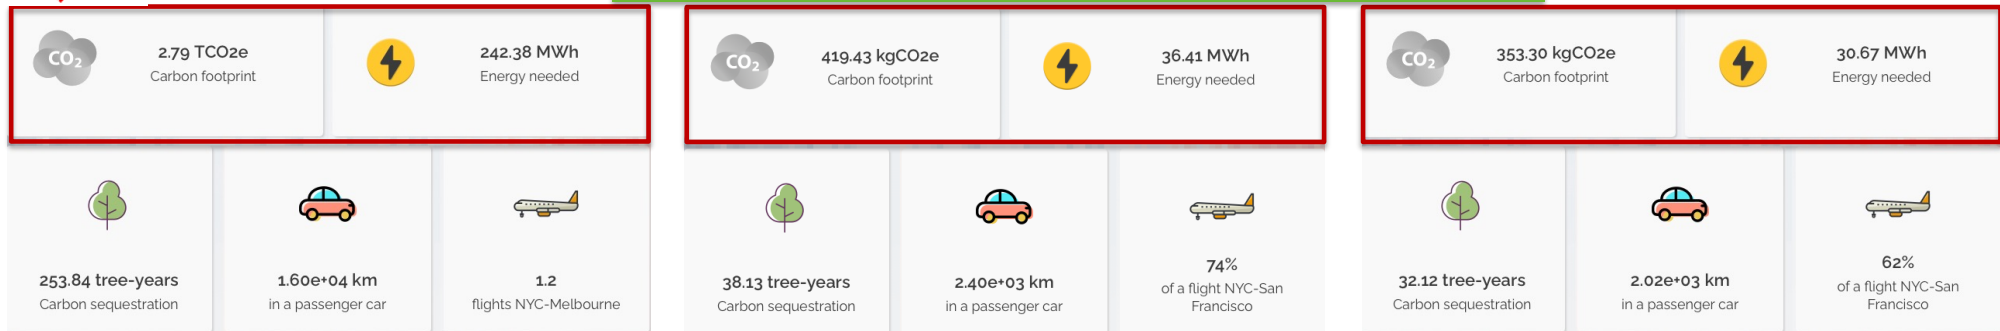 CO2
2.79 TCO2e
Carbon footprint
242.38 MWh
Energy needed
253.84 tree-years
Carbon sequestration
1.60e+04 km
in a passenger car
1.2
flights NYC-Melbourne
CO2
419.43 kgCO2e
Carbon footprint
36.41 MWh
Energy needed
38.13 tree-years
Carbon sequestration
2.40e+03 km
in a passenger car
74%
of a flight NYC-San
Francisco
CO2
353.30 kgCO2e
Carbon footprint
30.67 MWh
Energy needed
32.12 tree-years
Carbon sequestration
2.02e+03 km
in a passenger car
62%
of a flight NYC-San
Francisco